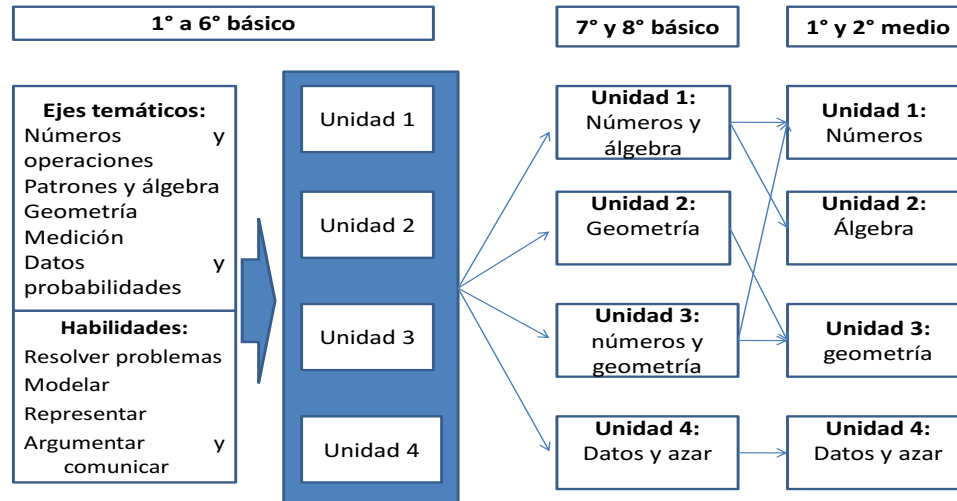 1° a 6° básico
7° y 8° básico
1° y 2° medio
Ejes temáticos:
Números y
operaciones
Patrones y álgebra
Geometría
Medición
Datos y
probabilidades
Habilidades:
Resolver problemas
Modelar
Representar
Argumentar y
comunicar
Unidad 1
Unidad 2
Unidad 3
Unidad 4
Unidad 1:
Números y
álgebra
Unidad 2:
Geometría
Unidad 3:
números y
geometría
Unidad 4:
Datos y azar
Unidad 1:
Números
Unidad 2:
Álgebra
Unidad 3:
geometría
Unidad 4:
Datos y azar